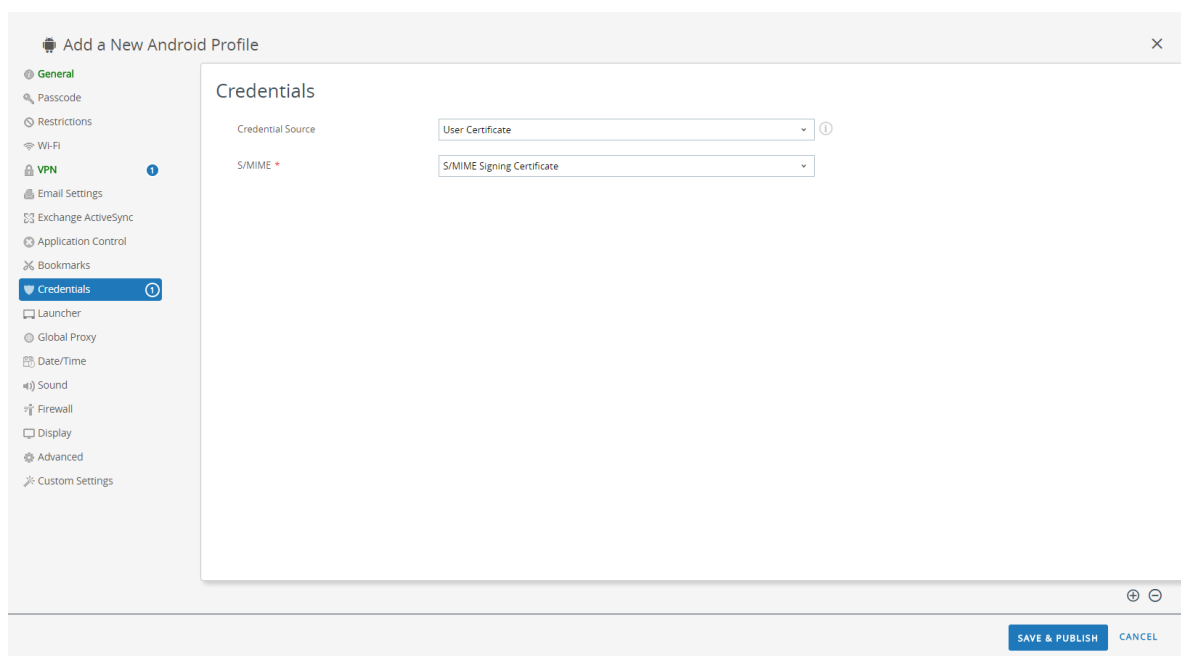 Add a New Android Profile
General
Passcode
Restrictions
Wi-Fi
VPN 1
Email Settings
Exchange ActiveSync
Application Control
Bookmarks
Credentials 1
Launcher
Global Proxy
Date/Time
Sound
Firewall
Display
Advanced
Custom Settings
Credentials
Credential Source User Certificate
S/MIME * S/MIME Signing Certificate
SAVE & PUBLISH CANCEL